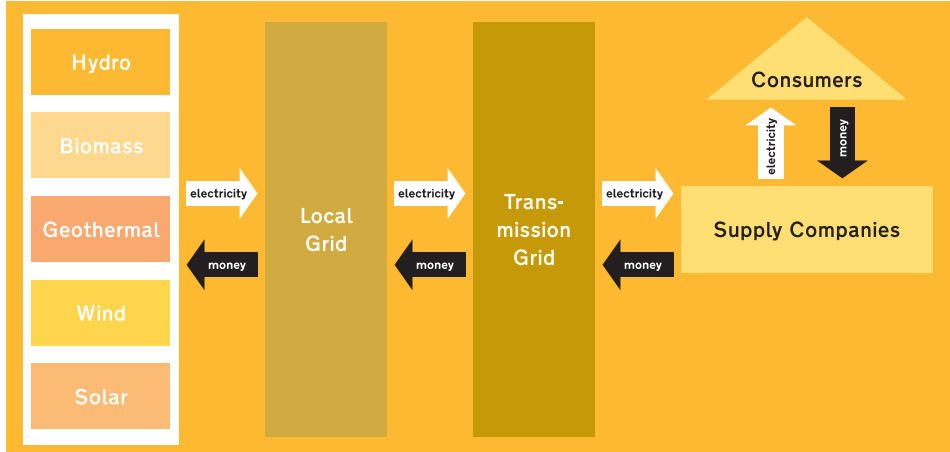 Hydro
Biomass
Geothermal
Wind
Solar
electricity
money
Local
Grid
electricity
money
Trans-
mission
Grid
electricity
money
Consumers
electricity
money
Supply Companies